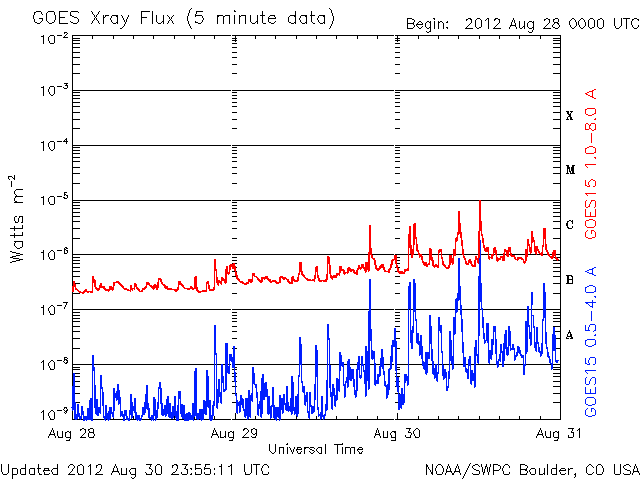 GOES Xray Flux (5 minute data)
Begin: 2012 Aug 28 0000 UTC
10⁻²
10⁻³
10⁻⁴
10⁻⁵
10⁻⁶
10⁻⁷
10⁻⁸
10⁻⁹
Watts m⁻²
X
M
C
B
A
GOES15 1.0–8.0 A
GOES15 0.5–4.0 A
Aug 28
Aug 29
Aug 30
Aug 31
Universal Time
Updated 2012 Aug 30 23:55:11 UTC
NOAA/SWPC Boulder, CO USA